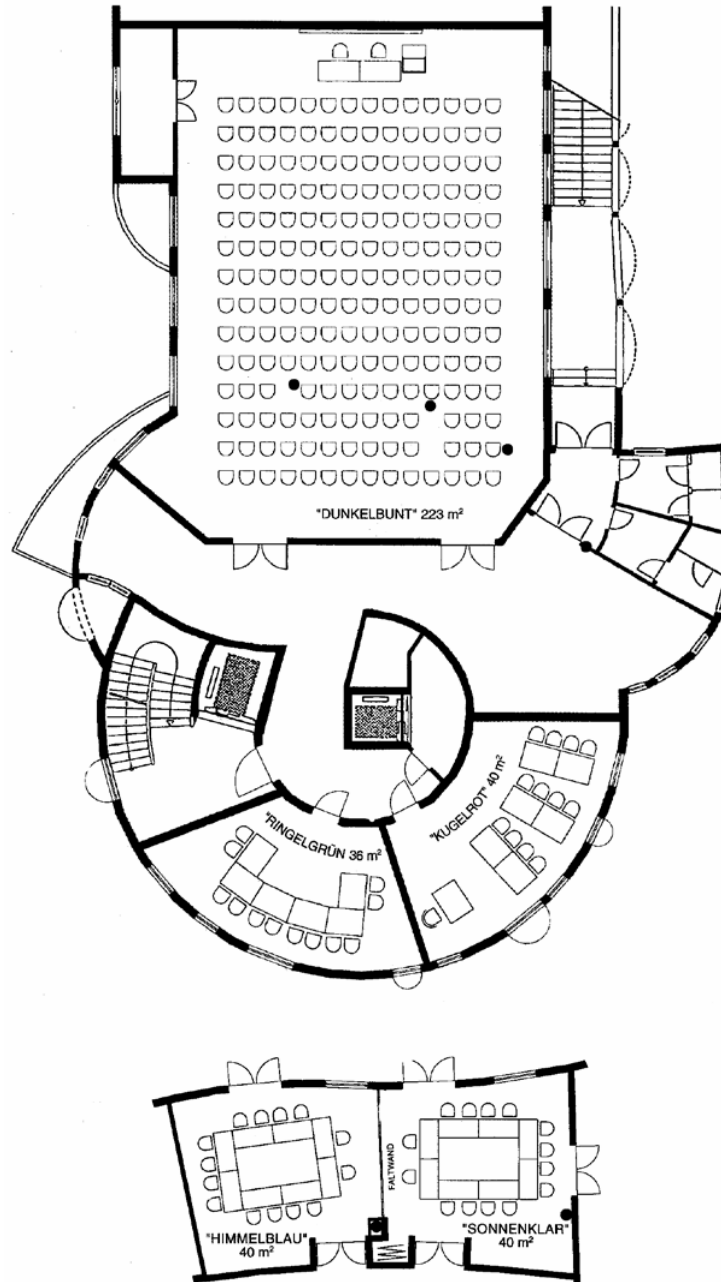 "DUNKELBUNT" 223 m²
"KUGELROT" 40 m²
"RINGELGRÜN" 36 m²
FALTWAND
"HIMMELBLAU"
40 m²
"SONNENKLAR"
40 m²